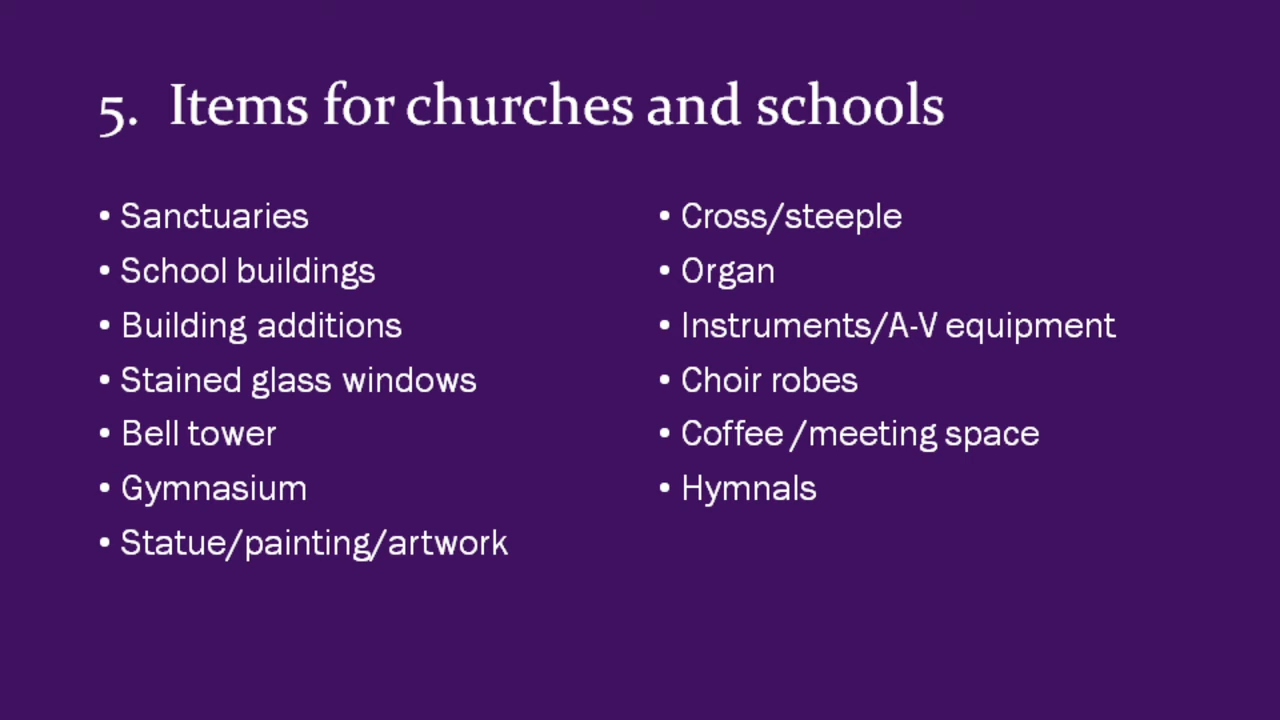 5. Items for churches and schools
• Sanctuaries
• School buildings
• Building additions
• Stained glass windows
• Bell tower
• Gymnasium
• Statue/painting/artwork
• Cross/steeple
• Organ
• Instruments/A-V equipment
• Choir robes
• Coffee /meeting space
• Hymnals